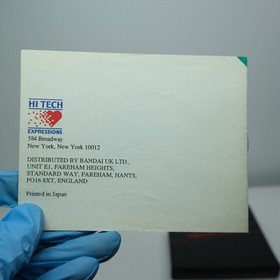 HI TECH
EXPRESSIONS
584 Broadway
New York, New York 10012
DISTRIBUTED BY BANDAI UK LTD.,
UNIT E1, FAREHAM HEIGHTS,
STANDARD WAY, FAREHAM, HANTS,
PO16 8XT, ENGLAND
Printed in Japan